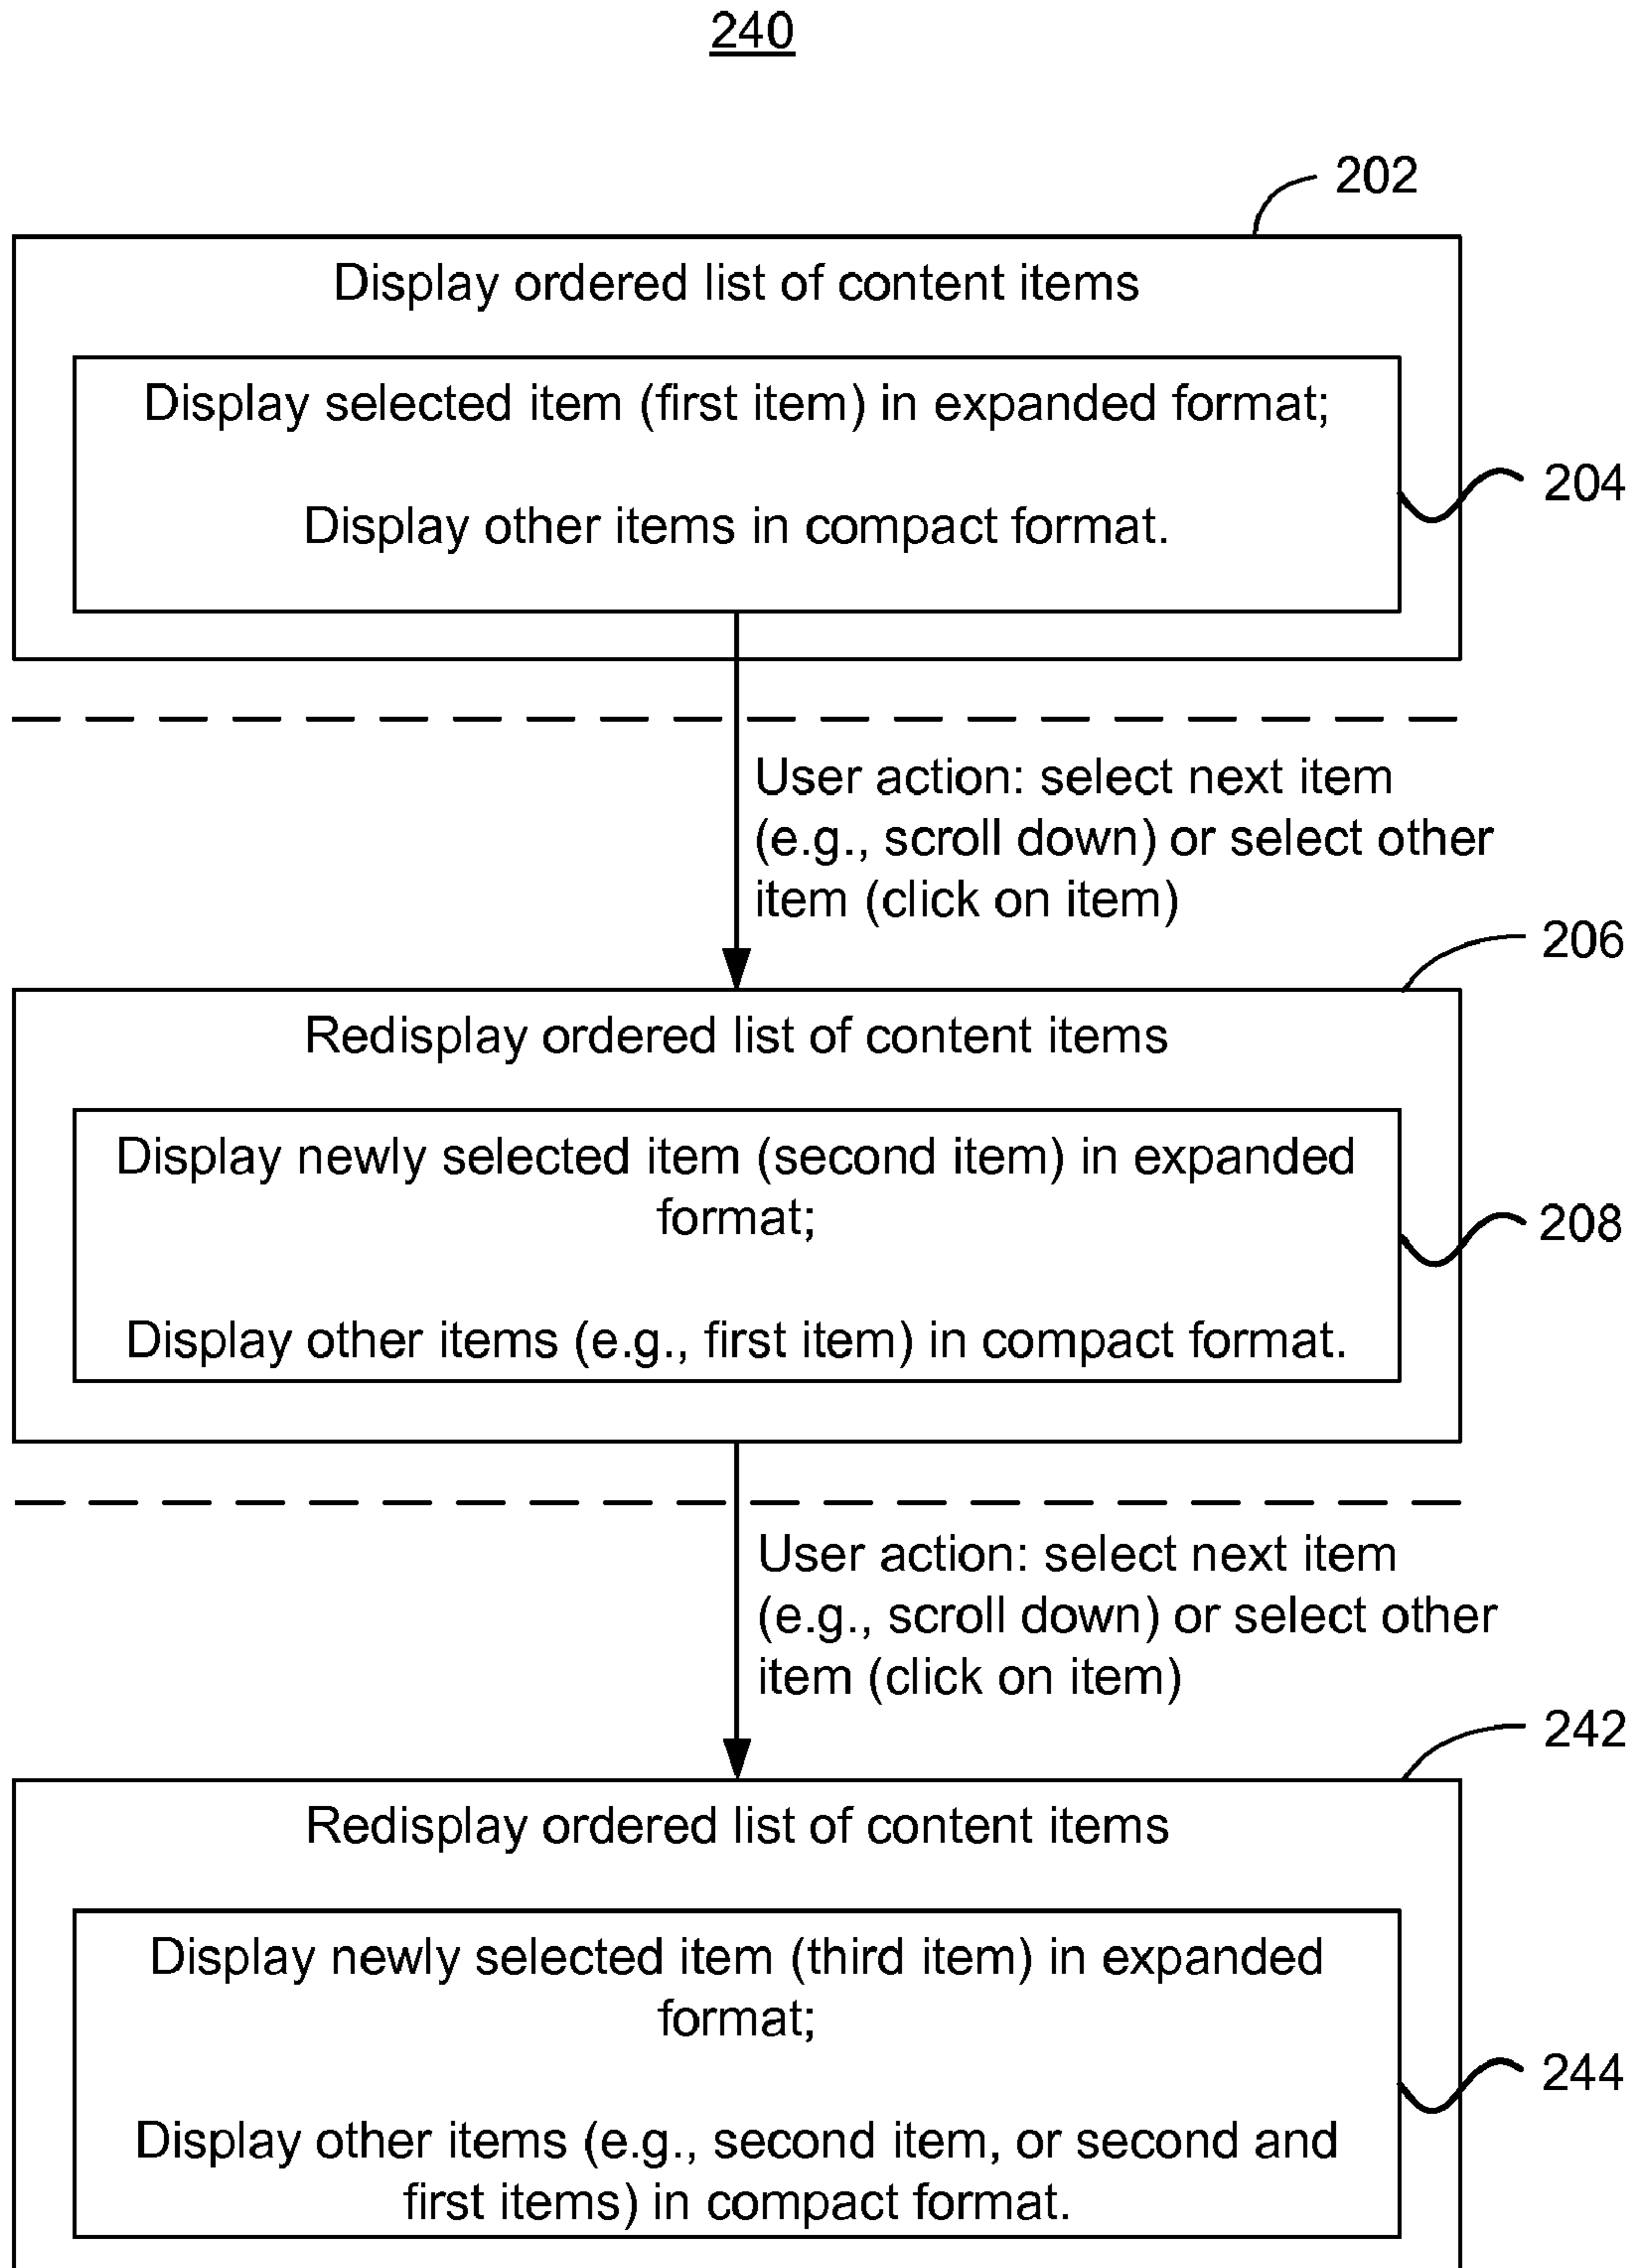 240
202
Display ordered list of content items
Display selected item (first item) in expanded format;
204
Display other items in compact format.
User action: select next item
(e.g., scroll down) or select other
item (click on item)
206
Redisplay ordered list of content items
Display newly selected item (second item) in expanded
format;
208
Display other items (e.g., first item) in compact format.
User action: select next item
(e.g., scroll down) or select other
item (click on item)
242
Redisplay ordered list of content items
Display newly selected item (third item) in expanded
format;
244
Display other items (e.g., second item, or second and
first items) in compact format.